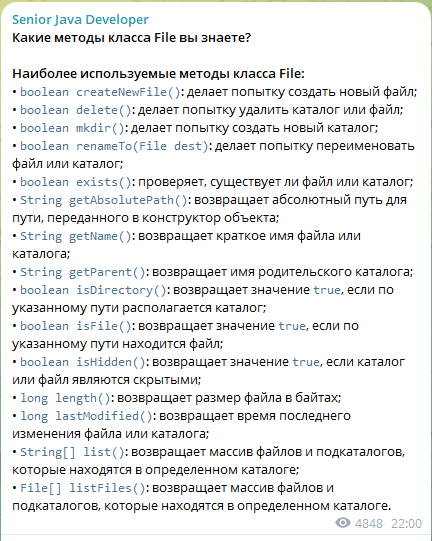 Senior Java Developer
Какие методы класса File вы знаете?
Наиболее используемые методы класса File:
• boolean createNewFile(): делает попытку создать новый файл;
• boolean delete(): делает попытку удалить каталог или файл;
• boolean mkdir(): делает попытку создать новый каталог;
• boolean renameTo(File dest): делает попытку переименовать
файл или каталог;
• boolean exists(): проверяет, существует ли файл или каталог;
• String getAbsolutePath(): возвращает абсолютный путь для
пути, переданного в конструктор объекта;
• String getName(): возвращает краткое имя файла или
каталога;
• String getParent(): возвращает имя родительского каталога;
• boolean isDirectory(): возвращает значение true, если по
указанному пути располагается каталог;
• boolean isFile(): возвращает значение true, если по
указанному пути находится файл;
• boolean isHidden(): возвращает значение true, если каталог
или файл являются скрытыми;
• long length(): возвращает размер файла в байтах;
• long lastModified(): возвращает время последнего
изменения файла или каталога;
• String[] list(): возвращает массив файлов и подкаталогов,
которые находятся в определенном каталоге;
• File[] listFiles(): возвращает массив файлов и
подкаталогов, которые находятся в определенном каталоге.
4848 22:00